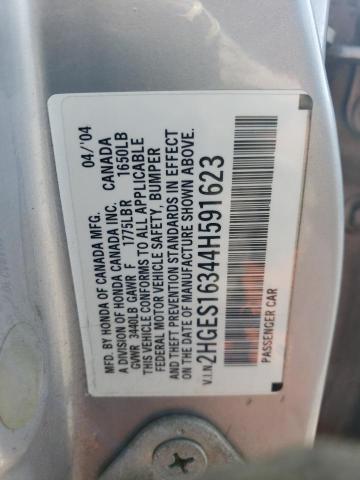 MFD. BY HONDA OF CANADA MFG. 04/'04
A DIVISION OF HONDA CANADA INC. CANADA
GVWR 3440LB GAWR F 1775LBR 1650LB
THIS VEHICLE CONFORMS TO ALL APPLICABLE
FEDERAL MOTOR VEHICLE SAFETY, BUMPER
AND THEFT PREVENTION STANDARDS IN EFFECT
ON THE DATE OF MANUFACTURE SHOWN ABOVE.
V.I.N. 2HGES16344H591623
PASSENGER CAR